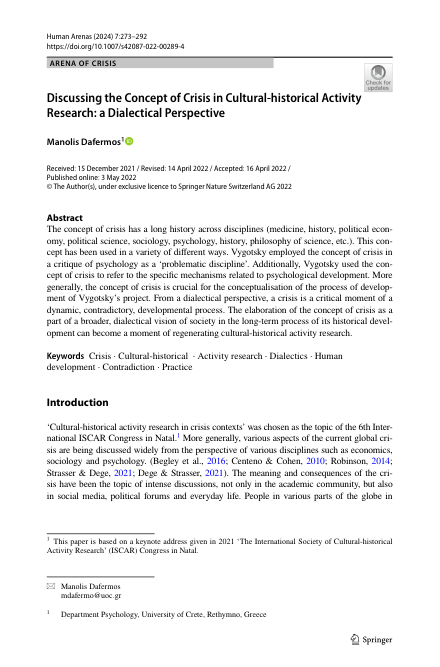 Human Arenas (2024) 7:273–292
https://doi.org/10.1007/s42087-022-00289-4
ARENA OF CRISIS
Check for
updates
Discussing the Concept of Crisis in Cultural-historical Activity
Research: a Dialectical Perspective
Manolis Dafermos¹
Received: 15 December 2021 / Revised: 14 April 2022 / Accepted: 16 April 2022 /
Published online: 3 May 2022
© The Author(s), under exclusive licence to Springer Nature Switzerland AG 2022
Abstract
The concept of crisis has a long history across disciplines (medicine, history, political econ-
omy, political science, sociology, psychology, history, philosophy of science, etc.). This con-
cept has been used in a variety of different ways. Vygotsky employed the concept of crisis in
a critique of psychology as a ‘problematic discipline’. Additionally, Vygotsky used the con-
cept of crisis to refer to the specific mechanisms related to psychological development. More
generally, the concept of crisis is crucial for the conceptualisation of the process of develop-
ment of Vygotsky’s project. From a dialectical perspective, a crisis is a critical moment of a
dynamic, contradictory, developmental process. The elaboration of the concept of crisis as a
part of a broader, dialectical vision of society in the long-term process of its historical devel-
opment can become a moment of regenerating cultural-historical activity research.
Keywords Crisis · Cultural-historical · Activity research · Dialectics · Human
development · Contradiction · Practice
Introduction
‘Cultural-historical activity research in crisis contexts’ was chosen as the topic of the 6th Inter-
national ISCAR Congress in Natal.¹ More generally, various aspects of the current global cri-
sis are being discussed widely from the perspective of various disciplines such as economics,
sociology and psychology. (Begley et al., 2016; Centeno & Cohen, 2010; Robinson, 2014;
Strasser & Dege, 2021; Dege & Strasser, 2021). The meaning and consequences of the cri-
sis have been the topic of intense discussions, not only in the academic community, but also
in social media, political forums and everyday life. People in various parts of the globe in
¹ This paper is based on a keynote address given in 2021 ‘The International Society of Cultural-historical
Activity Research’ (ISCAR) Congress in Natal.
Manolis Dafermos
mdafermo@uoc.gr
¹ Department Psychology, University of Crete, Rethymno, Greece
Springer